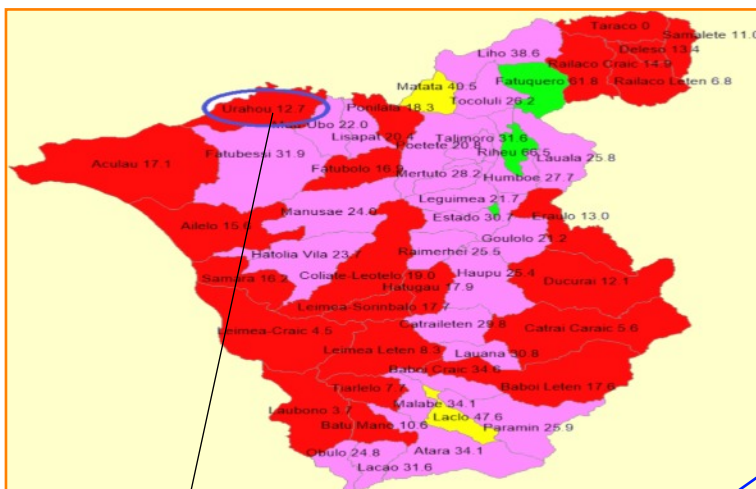 Taraco 0
Samalete 11.0
Deleso 13.4
Liho 38.6
Railaco Craic 14.9
Fatuquero 61.8
Railaco Leten 6.8
Matata 40.5
Tocoluli 26.2
Urahou 12.7
Ponilala 18.3
Mau-Ubo 22.0
Lisapat 20.4
Talimoro 31.6
Poetete 20.8
Riheu 66.5
Lauala 25.8
Fatubessi 31.9
Aculau 17.1
Fatubolo 16.9
Mertuto 28.2
Humboe 27.7
Leguimea 21.7
Manusae 24.0
Estado 30.7
Eraulo 13.0
Ailelo 15.6
Goulolo 21.2
Hatolia Vila 23.7
Raimerhei 25.5
Samara 16.2
Coliate-Leotelo 19.0
Haupu 25.4
Hatugau 17.9
Ducurai 12.1
Leimea-Sorinbalo 17.7
Leimea-Craic 4.5
Catraileten 29.8
Catrai Caraic 5.6
Leimea Leten 8.3
Lauana 30.8
Baboi Craic 34.6
Tiarlelo 7.7
Baboi Leten 17.6
Malabe 34.1
Laubono 3.7
Laclo 47.6
Batu Mano 10.6
Paramin 25.9
Obulo 24.8
Atara 34.1
Lacao 31.6